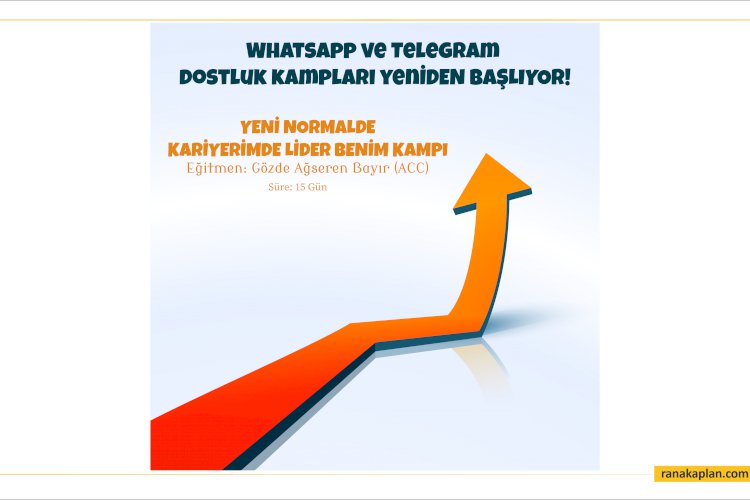 WHATSAPP VE TELEGRAM
DOSTLUK KAMPLARI YENİDEN BAŞLIYOR!
YENİ NORMALDE
KARİYERİMDE LİDER BENİM KAMPI
Eğitmen: Gözde Ağseren Bayır (ACC)
Süre: 15 Gün
ranakaplan.com